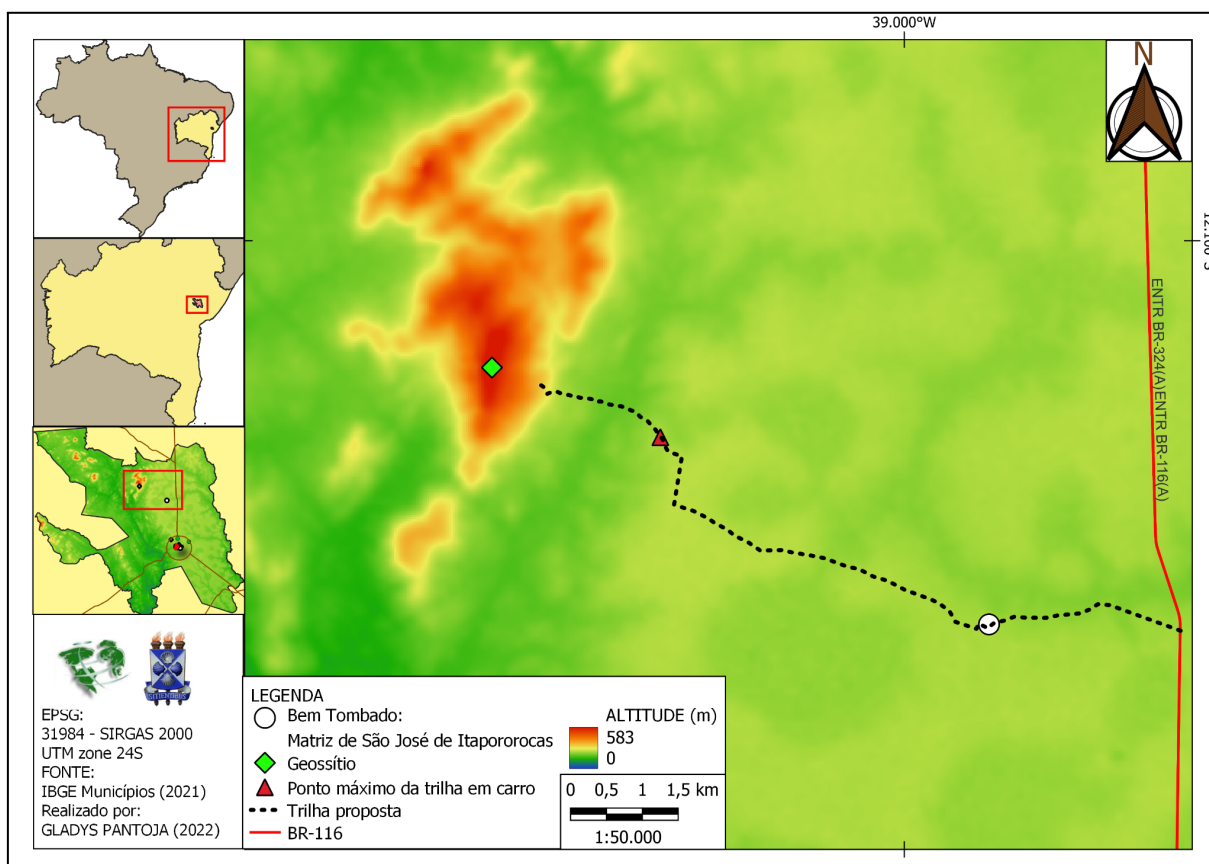 39.000°W
N
12.100°S
ENTR BR-324(A)ENTR BR-116(A)
EPSG:
31984 - SIRGAS 2000
UTM zone 24S
FONTE:
IBGE Municípios (2021)
Realizado por:
GLADYS PANTOJA (2022)
LEGENDA
Bem Tombado:
Matriz de São José de Itapororocas
Geossítio
Ponto máximo da trilha em carro
Trilha proposta
BR-116
ALTITUDE (m)
583
0
0 0,5 1 1.5 km
1:50.000